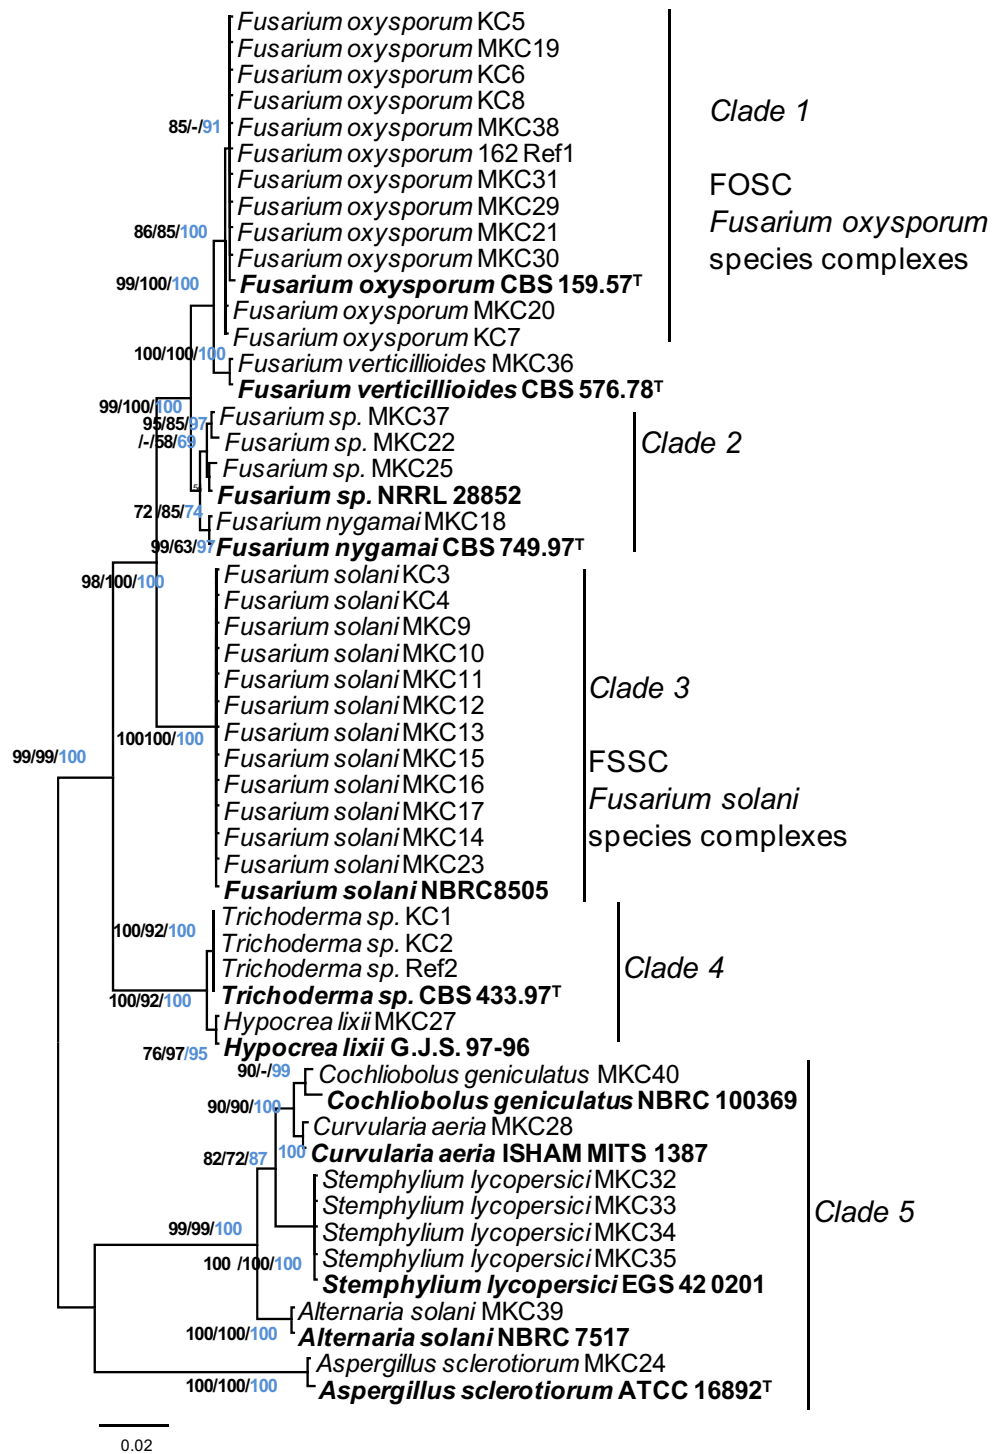 Fusarium oxysporum KC5
Fusarium oxysporum MKC19
Fusarium oxysporum KC6
Fusarium oxysporum KC8
Clade 1
85/-/91
Fusarium oxysporum MKC38
Fusarium oxysporum 162 Ref1
Fusarium oxysporum MKC31
FOSC
Fusarium oxysporum MKC29
Fusarium oxysporum
86/85/100
Fusarium oxysporum MKC21
Fusarium oxysporum MKC30
species complexes
99/100/100
Fusarium oxysporum CBS 159.57T
Fusarium oxysporum MKC20
Fusarium oxysporum KC7
100/100/100
Fusarium verticillioides MKC36
Fusarium verticillioides CBS 576.78T
99/100/100
Fusarium sp. MKC37
95/85/97
/-/58/69
Fusarium sp. MKC22
Clade 2
Fusarium sp. MKC25
Fusarium sp. NRRL 28852
72 /85/74
Fusarium nygamai MKC18
99/63/97
Fusarium nygamai CBS 749.97T
98/100/100
Fusarium solani KC3
Fusarium solani KC4
Fusarium solani MKC9
Fusarium solani MKC10
Fusarium solani MKC11
Clade 3
Fusarium solani MKC12
Fusarium solani MKC13
100100/100
99/99/100
Fusarium solani MKC15
FSSC
Fusarium solani MKC16
Fusarium solani
Fusarium solani MKC17
Fusarium solani MKC14
species complexes
Fusarium solani MKC23
Fusarium solani NBRC8505
Trichoderma sp. KC1
100/92/100
Trichoderma sp. KC2
Trichoderma sp. Ref2
Clade 4
Trichoderma sp. CBS 433.97T
100/92/100
Hypocrea lixii MKC27
Hypocrea lixii G.J.S. 97-96
76/97/95
90/-/99
Cochliobolus geniculatus MKC40
Cochliobolus geniculatus NBRC 100369
90/90/100
Curvularia aeria MKC28
100
Curvularia aeria ISHAM MITS 1387
82/72/87
Stemphylium lycopersici MKC32
Stemphylium lycopersici MKC33
Clade 5
99/99/100
Stemphylium lycopersici MKC34
Stemphylium lycopersici MKC35
100 /100/100
Stemphylium lycopersici EGS 42 0201
Alternaria solani MKC39
100/100/100
Alternaria solani NBRC 7517
Aspergillus sclerotiorum MKC24
100/100/100
Aspergillus sclerotiorum ATCC 16892T
0.02